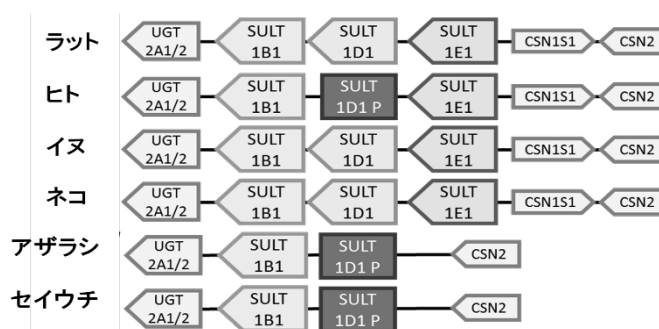 ラット UGT 2A1/2 SULT 1B1 SULT 1D1 SULT 1E1 CSN1S1 CSN2
ヒト UGT 2A1/2 SULT 1B1 SULT 1D1 P SULT 1E1 CSN1S1 CSN2
イヌ UGT 2A1/2 SULT 1B1 SULT 1D1 SULT 1E1 CSN1S1 CSN2
ネコ UGT 2A1/2 SULT 1B1 SULT 1D1 SULT 1E1 CSN1S1 CSN2
アザラシ UGT 2A1/2 SULT 1B1 SULT 1D1 P CSN2
セイウチ UGT 2A1/2 SULT 1B1 SULT 1D1 P CSN2